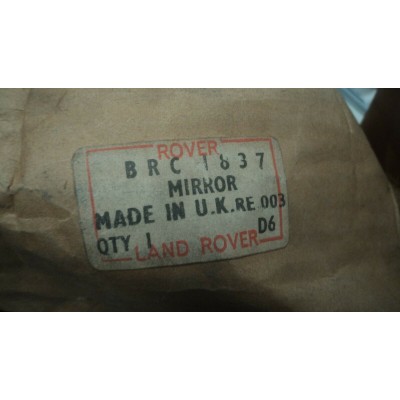 ROVER
BRC 1837
MIRROR
MADE IN U.K. RE 003
QTY 1 D6
LAND ROVER